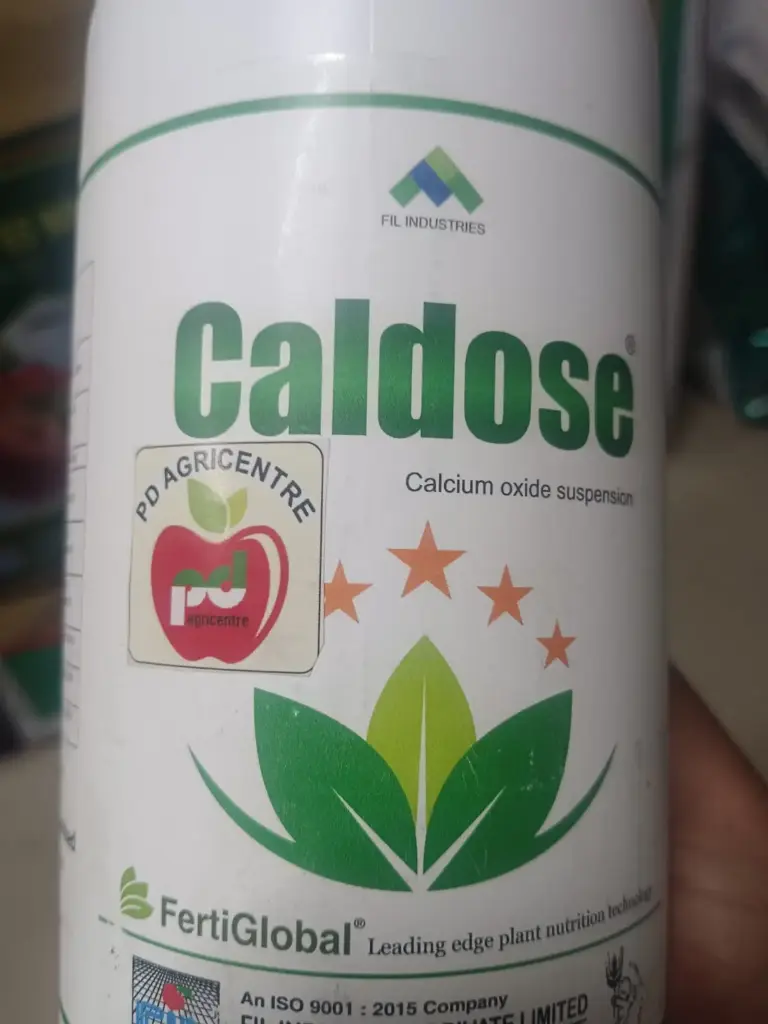 FIL INDUSTRIES
Caldose®
Calcium oxide suspension
PD AGRICENTRE
pd
agricentre
FertiGlobal® Leading edge plant nutrition technology
An ISO 9001 : 2015 Company
LIMITED